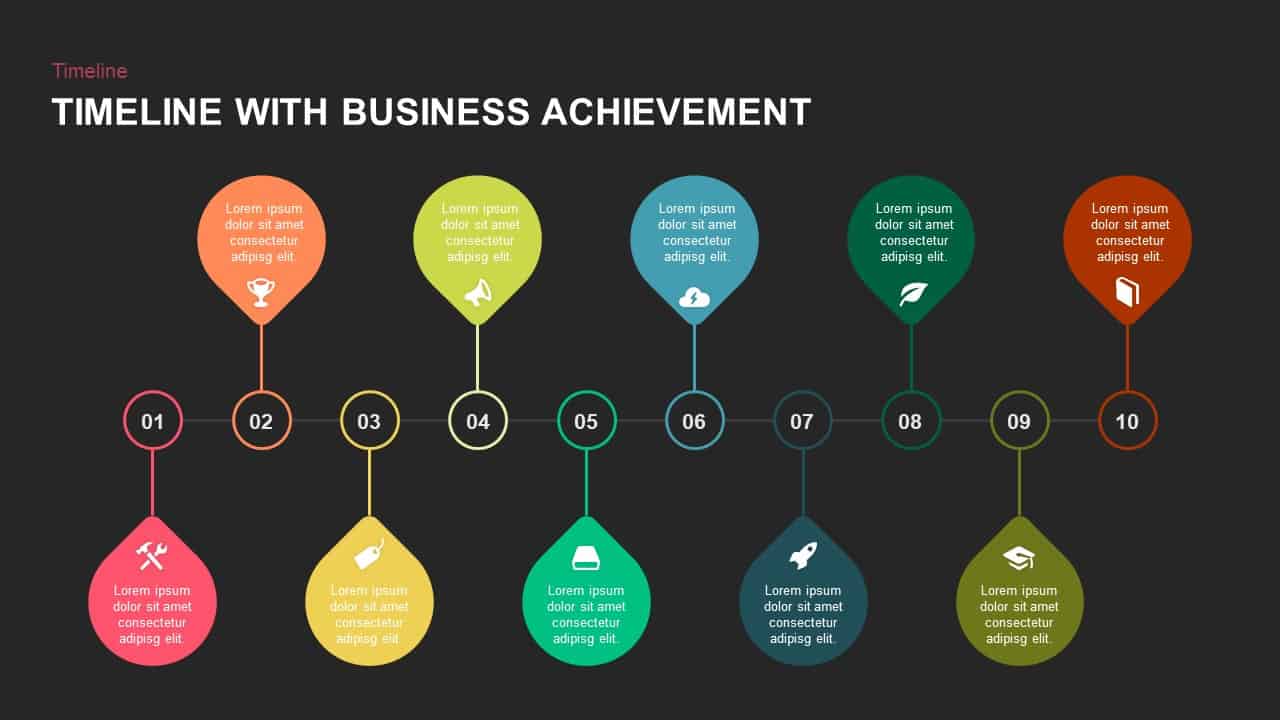 Timeline
TIMELINE WITH BUSINESS ACHIEVEMENT
Lorem ipsum
dolor sit amet
consectetur
adipisg elit.
Lorem ipsum
dolor sit amet
consectetur
adipisg elit.
Lorem ipsum
dolor sit amet
consectetur
adipisg elit.
Lorem ipsum
dolor sit amet
consectetur
adipisg elit.
Lorem ipsum
dolor sit amet
consectetur
adipisg elit.
01 02 03 04 05 06 07 08 09 10
Lorem ipsum
dolor sit amet
consectetur
adipisg elit.
Lorem ipsum
dolor sit amet
consectetur
adipisg elit.
Lorem ipsum
dolor sit amet
consectetur
adipisg elit.
Lorem ipsum
dolor sit amet
consectetur
adipisg elit.
Lorem ipsum
dolor sit amet
consectetur
adipisg elit.